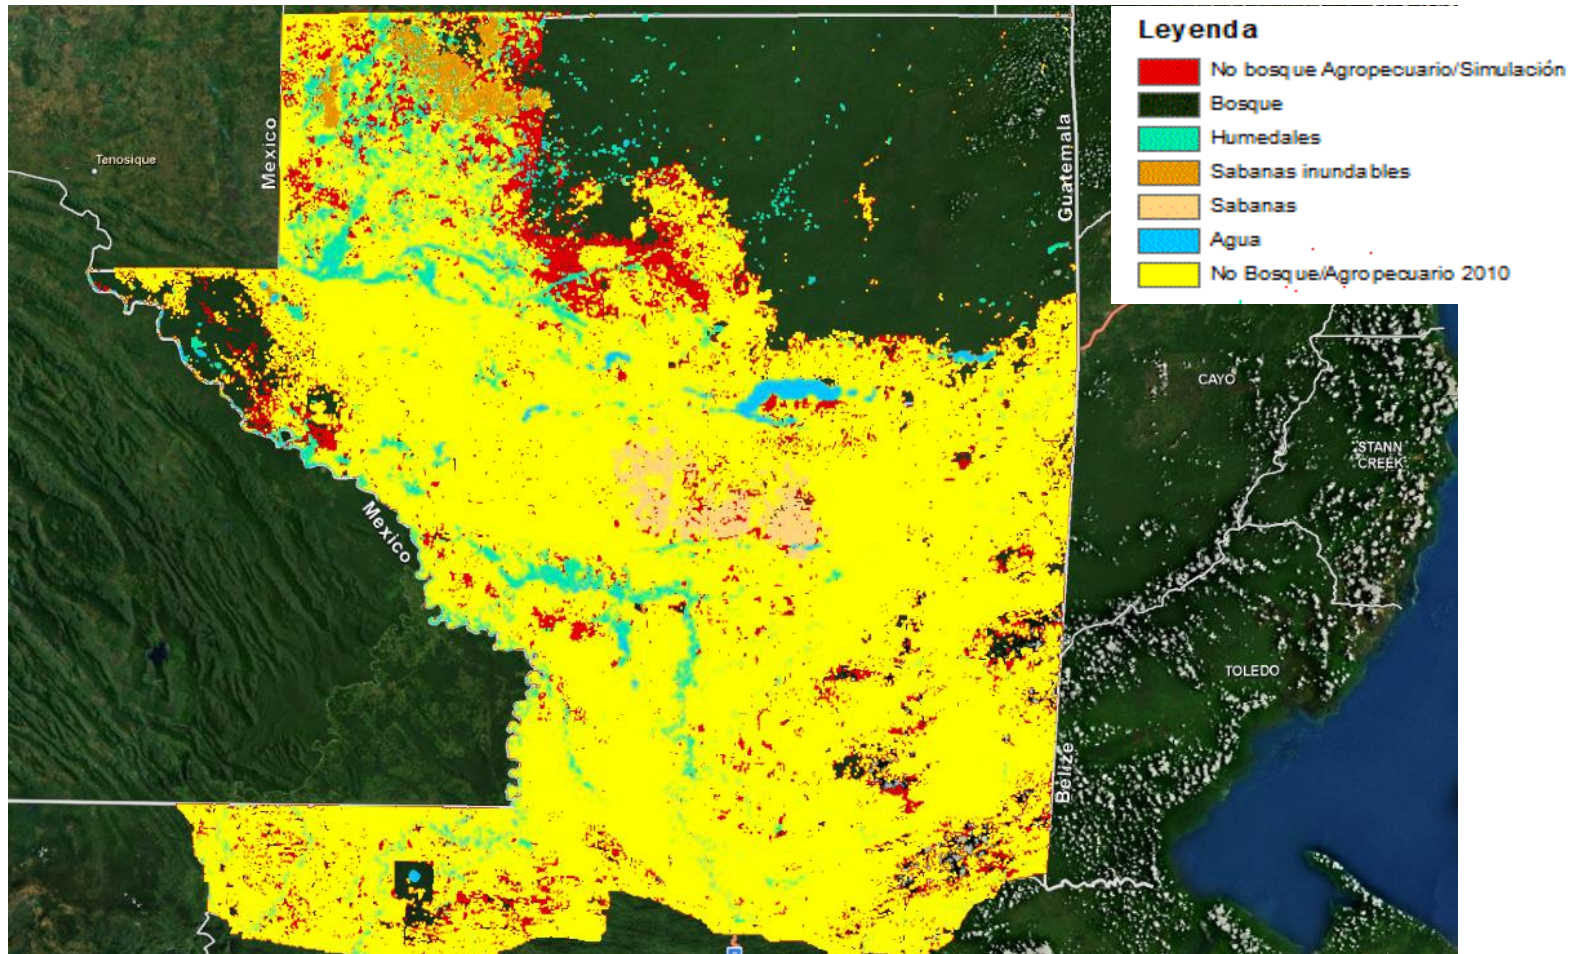 Leyenda
No bosque Agropecuario/Simulación
Bosque
Humedales
Sabanas inundables
Sabanas
Agua
No Bosque/Agropecuario 2010
Tenosique
Mexico
Guatemala
CAYO
STANN
CREEK
Mexico
TOLEDO
Belize